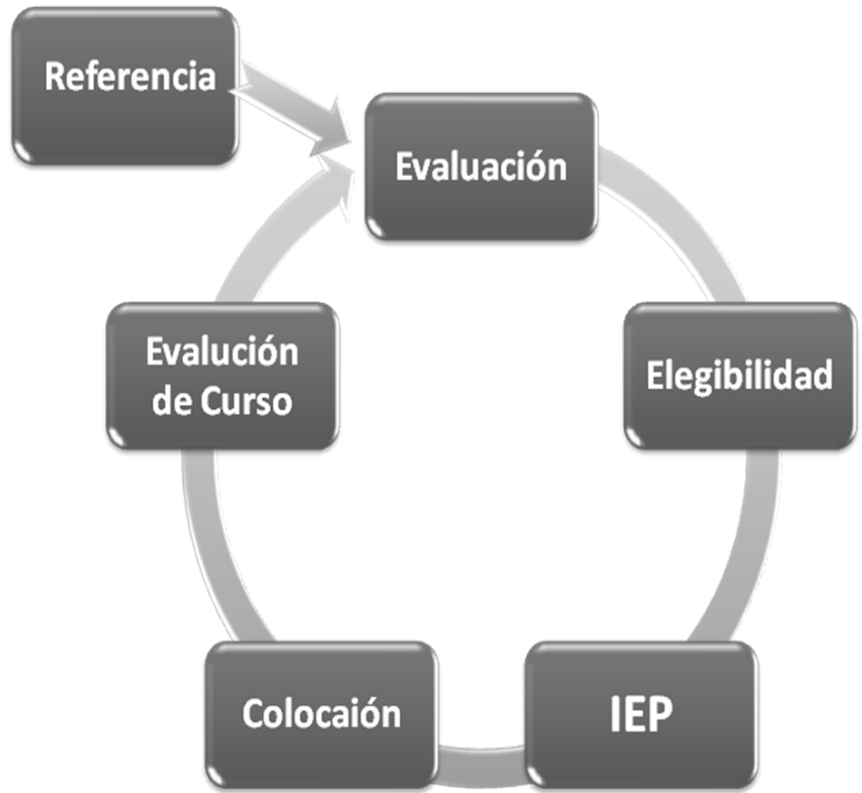 Referencia
Evaluación
Elegibilidad
IEP
Colocaión
Evalución
de Curso